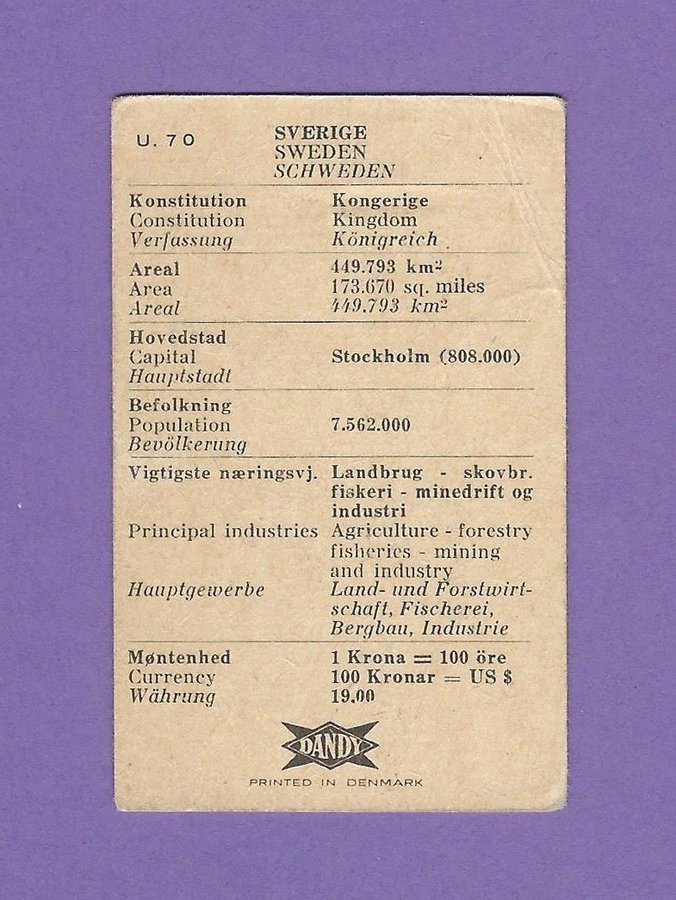 U. 70
SVERIGE
SWEDEN
SCHWEDEN
Konstitution Kongerige
Constitution Kingdom
Verfassung Königreich
Areal 449.793 km²
Area 173.670 sq. miles
Areal 449.793 km²
Hovedstad
Capital Stockholm (808.000)
Hauptstadt
Befolkning
Population 7.562.000
Bevölkerung
Vigtigste næringsvj. Landbrug - skovbr.
fiskeri - minedrift og
industri
Principal industries Agriculture - forestry
fisheries - mining
and industry
Hauptgewerbe Land- und Forstwirt-
schaft, Fischerei,
Bergbau, Industrie
Møntenhed 1 Krona = 100 öre
Currency 100 Kronar = US $
Währung 19.00
DANDY
PRINTED IN DENMARK